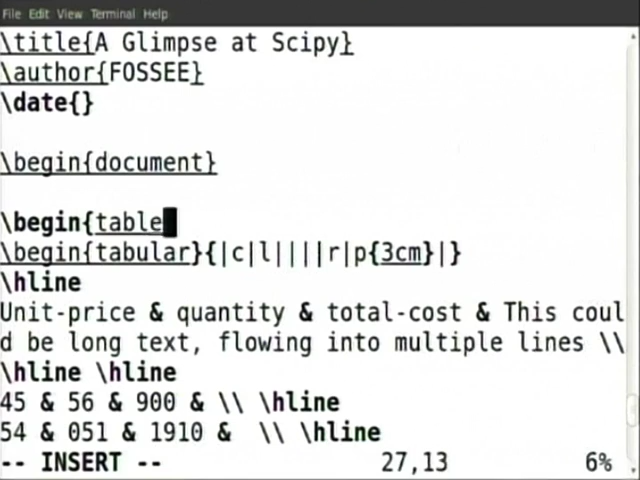 File Edit View Terminal Help
\title{A Glimpse at Scipy}
\author{FOSSEE}
\date{}
\begin{document}
\begin{table
\begin{tabular}{|c|l||||r|p{3cm}|}
\hline
Unit-price & quantity & total-cost & This coul
d be long text, flowing into multiple lines \\
\hline \hline
45 & 56 & 900 & \\ \hline
54 & 051 & 1910 &  \\ \hline
-- INSERT -- 27,13 6%